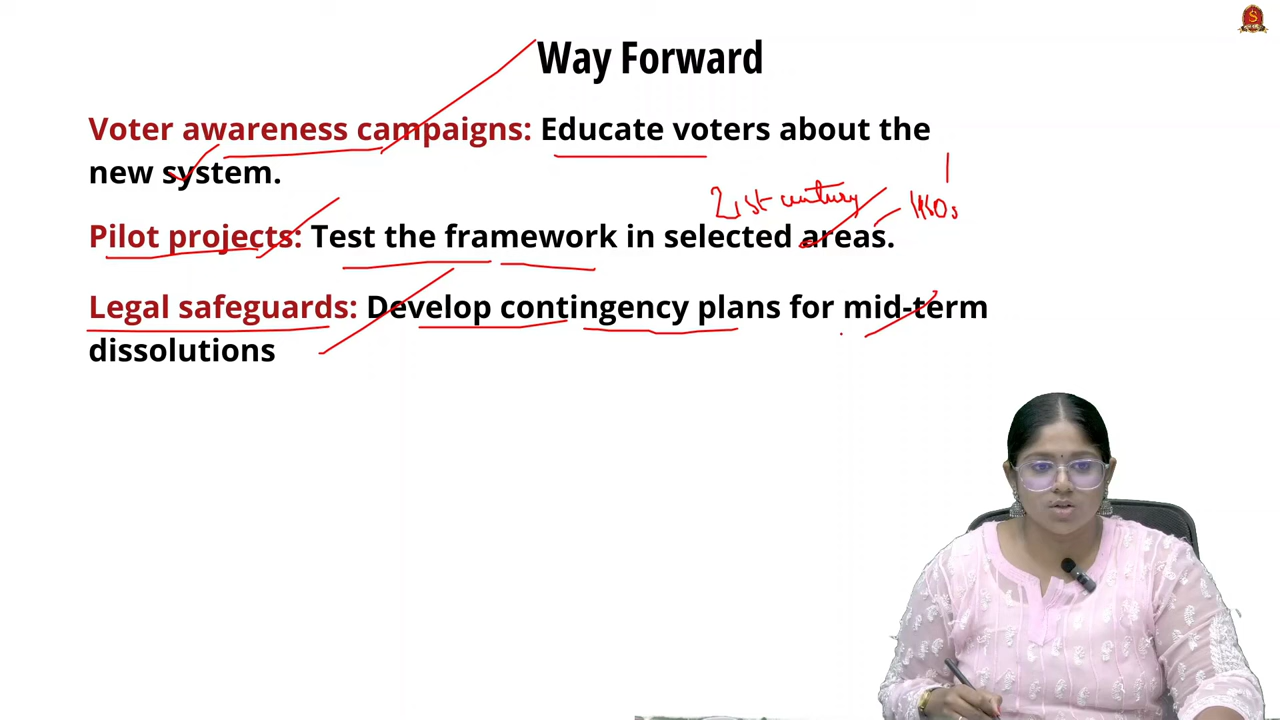 Way Forward
Voter awareness campaigns: Educate voters about the
new system.
21st century
Pilot projects: Test the framework in selected areas.
Legal safeguards: Develop contingency plans for mid-term
dissolutions